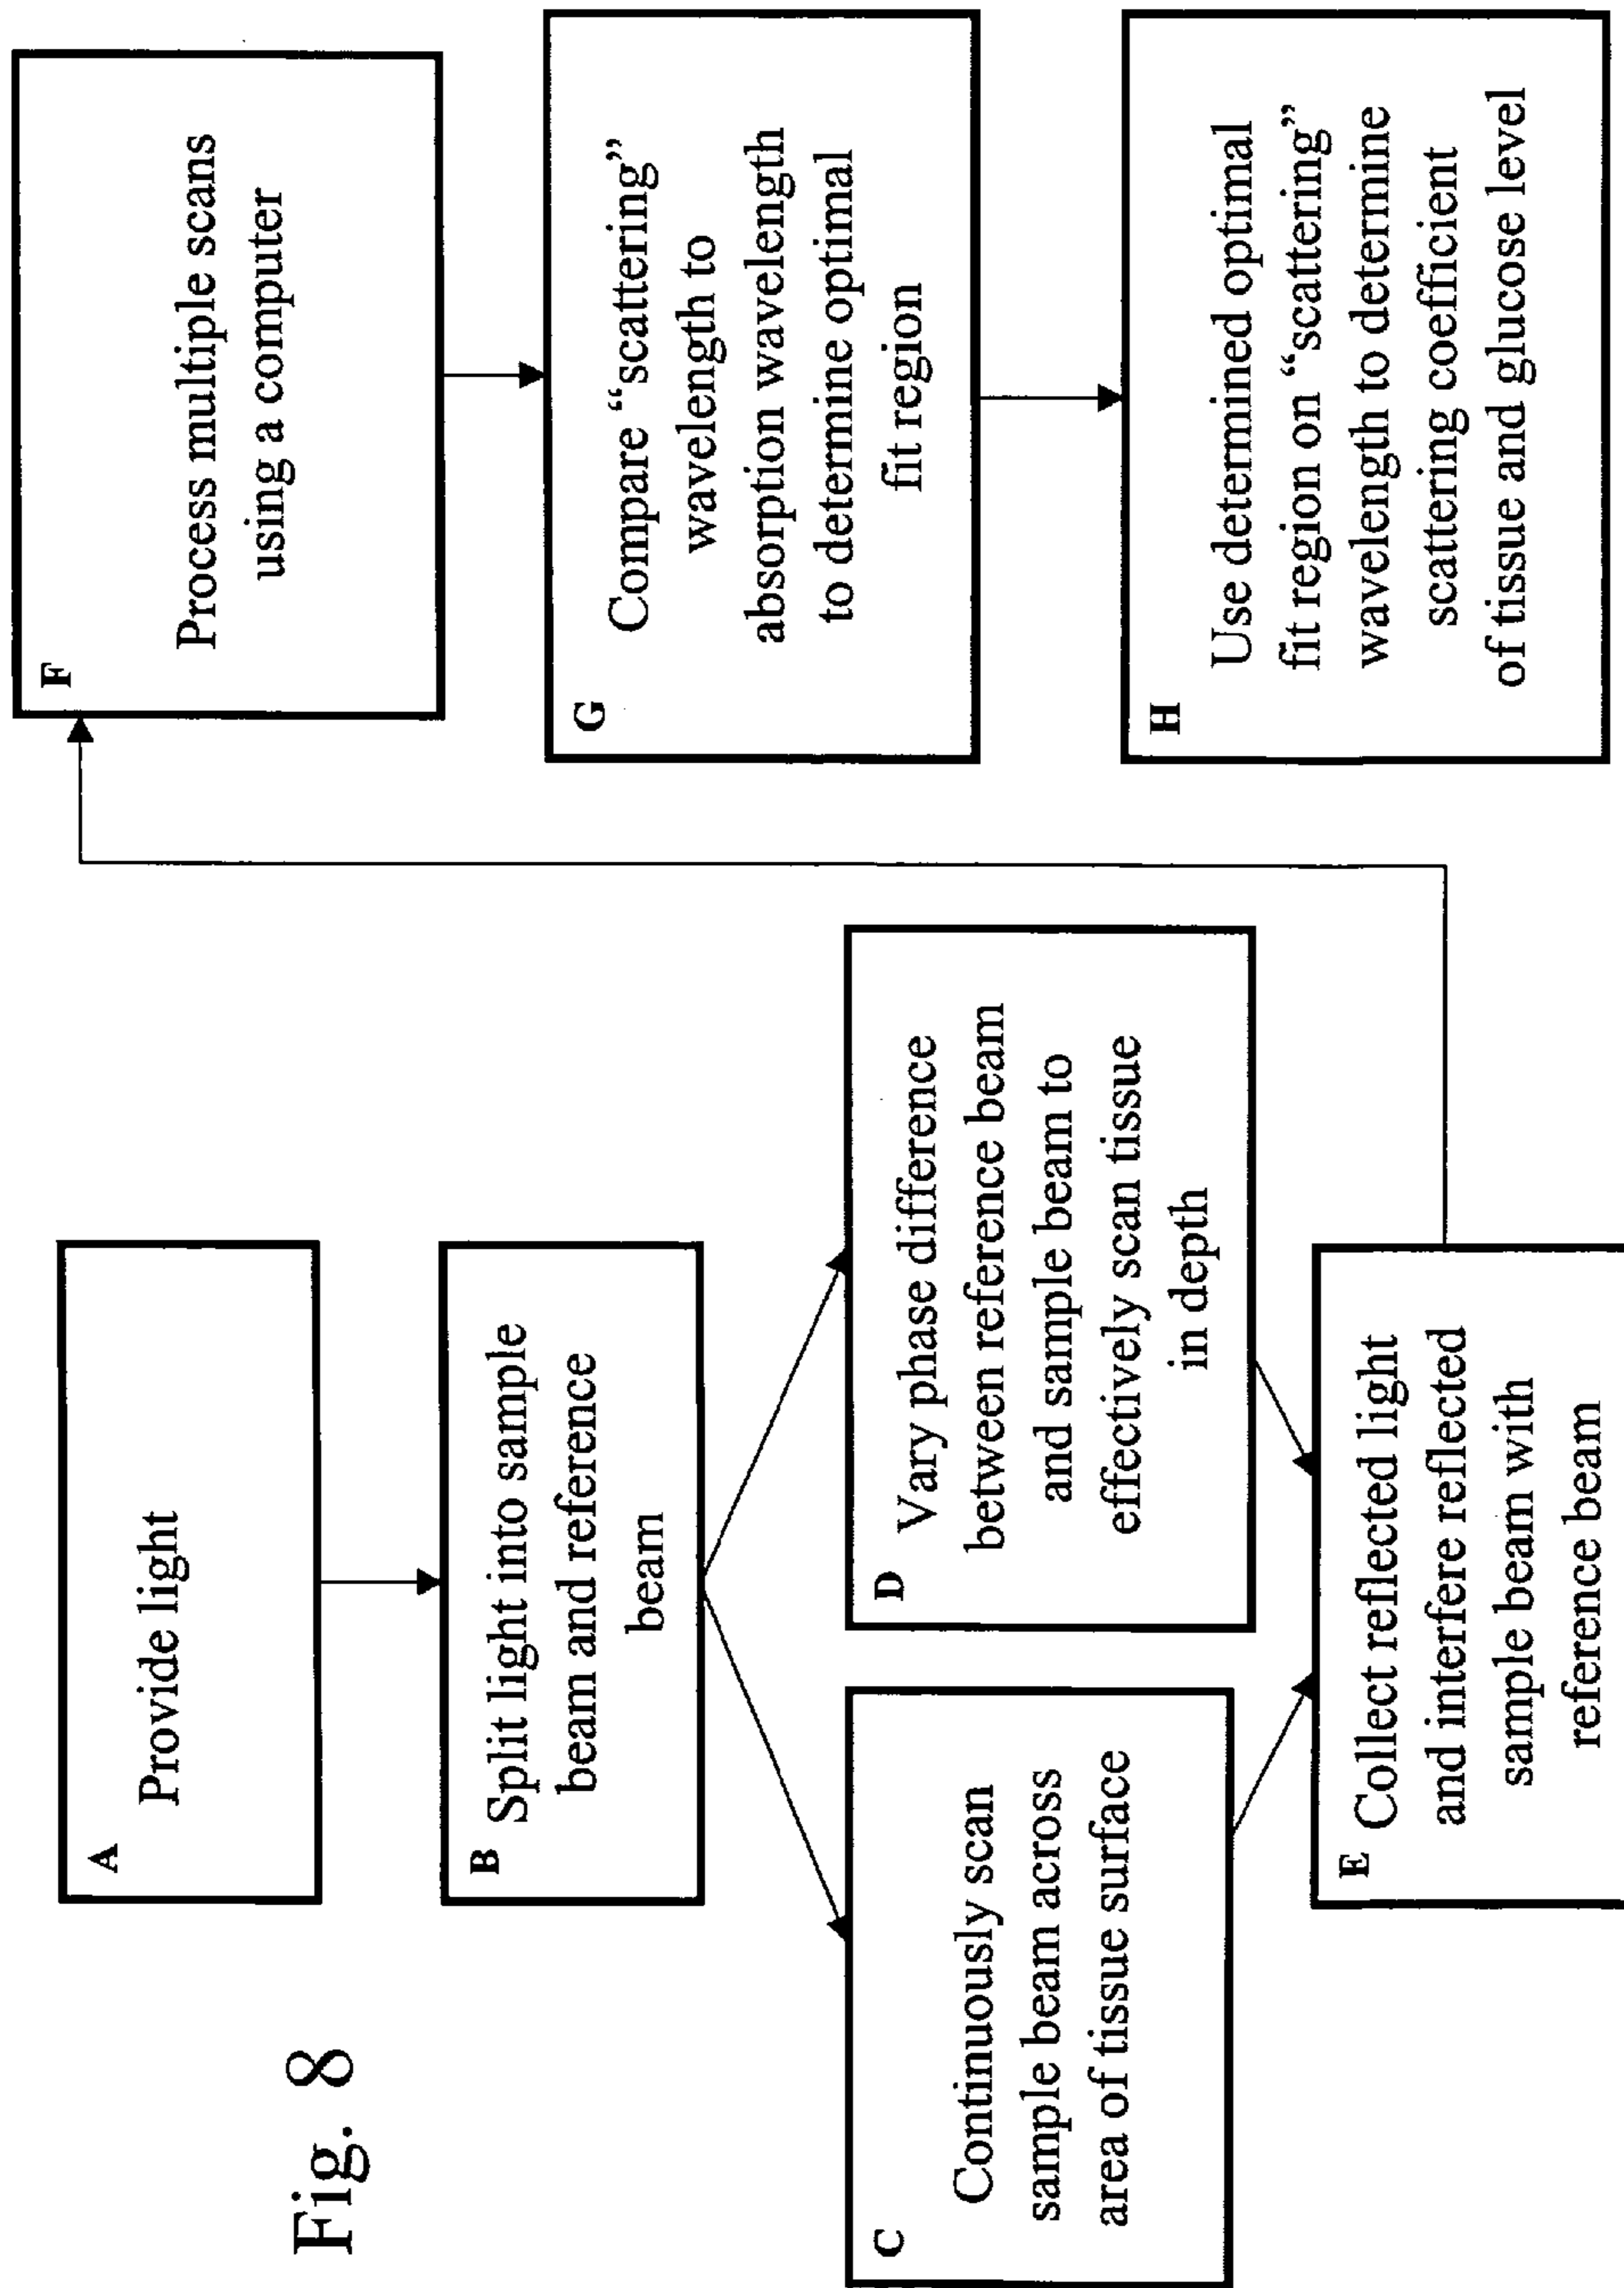 Fig. 8
A
Provide light
B
Split light into sample
beam and reference
beam
C
Continuously scan
sample beam across
area of tissue surface
D
Vary phase difference
between reference beam
and sample beam to
effectively scan tissue
in depth
E
Collect reflected light
and interfere reflected
sample beam with
reference beam
F
Process multiple scans
using a computer
G
Compare “scattering”
wavelength to
absorption wavelength
to determine optimal
fit region
H
Use determined optimal
fit region on “scattering”
wavelength to determine
scattering coefficient
of tissue and glucose level